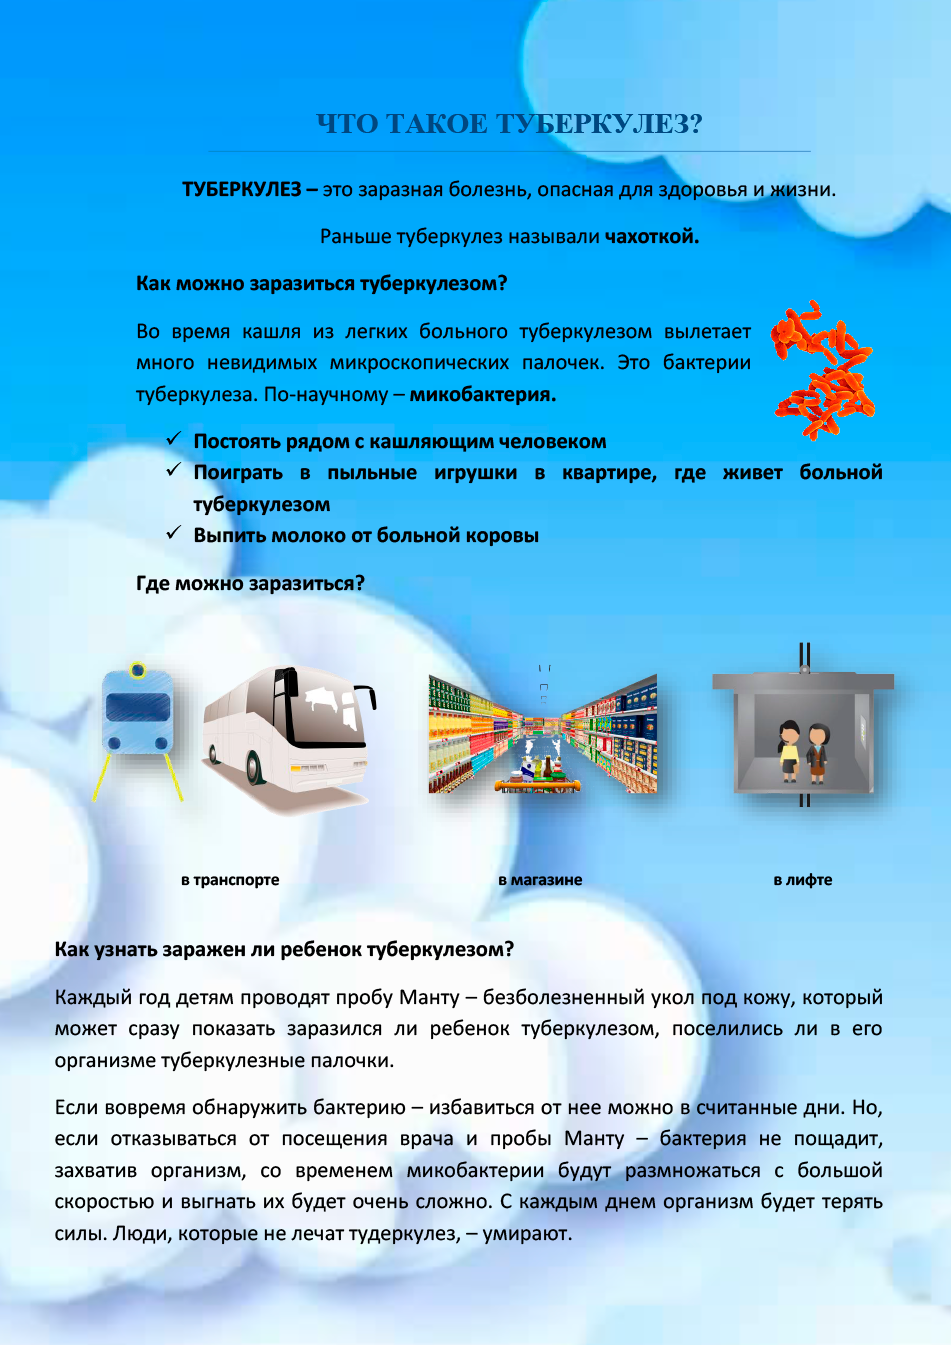 ЧТО ТАКОЕ ТУБЕРКУЛЕЗ?
ТУБЕРКУЛЕЗ – это заразная болезнь, опасная для здоровья и жизни.
Раньше туберкулез называли чахоткой.
Как можно заразиться туберкулезом?
Во время кашля из легких больного туберкулезом вылетает
много невидимых микроскопических палочек. Это бактерии
туберкулеза. По-научному – микобактерия.
✓ Постоять рядом с кашляющим человеком
✓ Поиграть в пыльные игрушки в квартире, где живет больной
туберкулезом
✓ Выпить молоко от больной коровы
Где можно заразиться?
в транспорте
в магазине
в лифте
Как узнать заражен ли ребенок туберкулезом?
Каждый год детям проводят пробу Манту – безболезненный укол под кожу, который
может сразу показать заразился ли ребенок туберкулезом, поселились ли в его
организме туберкулезные палочки.
Если вовремя обнаружить бактерию – избавиться от нее можно в считанные дни. Но,
если отказываться от посещения врача и пробы Манту – бактерия не пощадит,
захватив организм, со временем микобактерии будут размножаться с большой
скоростью и выгнать их будет очень сложно. С каждым днем организм будет терять
силы. Люди, которые не лечат тудеркулез, – умирают.